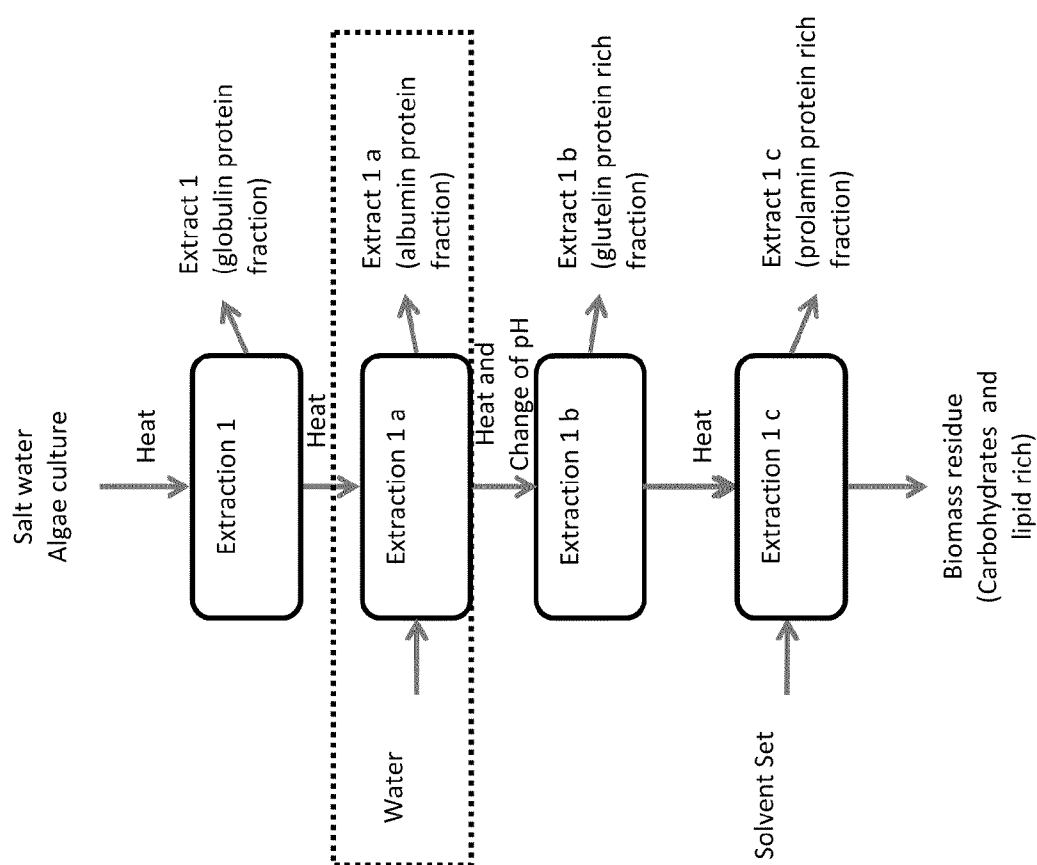 Salt water
Algae culture
Heat
Extraction 1
Extract 1
(globulin protein
fraction)
Heat
Water
Extraction 1 a
Extract 1 a
(albumin protein
fraction)
Heat and
Change of pH
Extraction 1 b
Extract 1 b
(glutelin protein rich
fraction)
Heat
Solvent Set
Extraction 1 c
Extract 1 c
(prolamin protein rich
fraction)
Biomass residue
(Carbohydrates and
lipid rich)